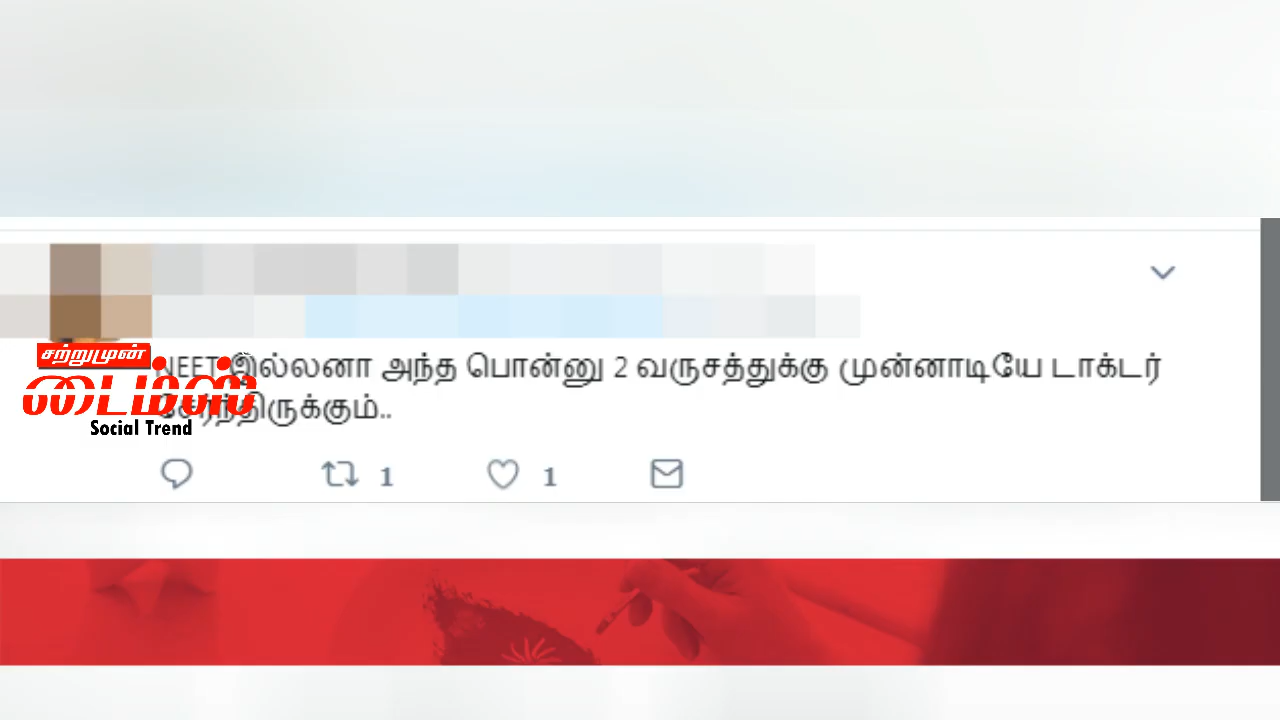 NEET இல்லனா அந்த பொன்னு 2 வருசத்துக்கு முன்னாடியே டாக்டர்
சேர்ந்திருக்கும்..
சற்றுமுன்
டைம்ஸ்
Social Trend
1 1